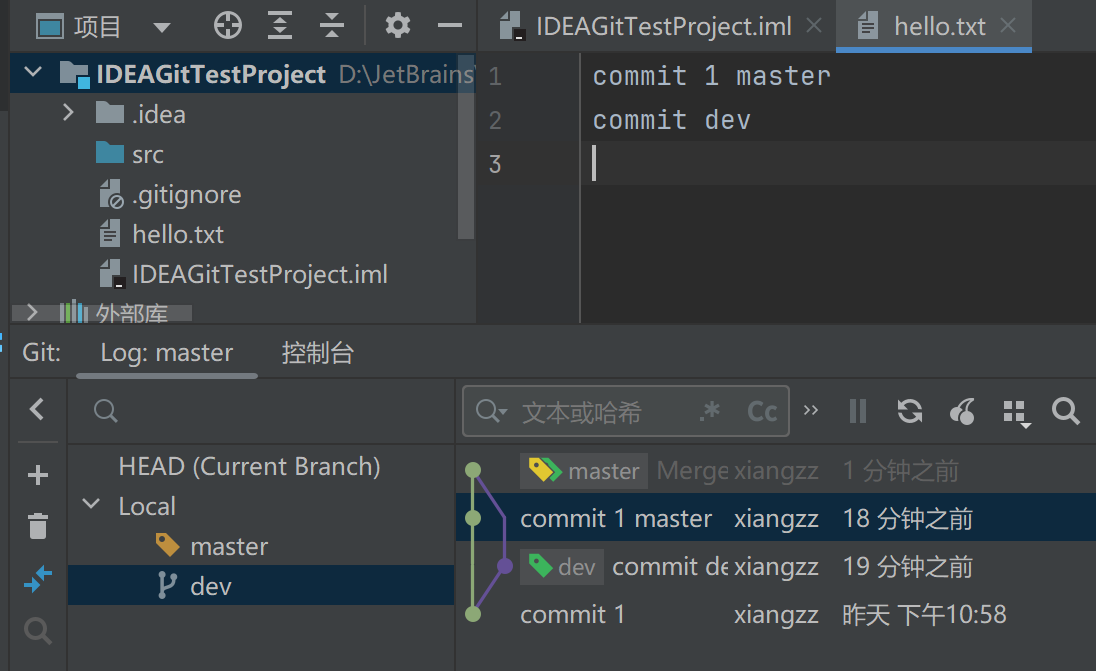 项目
IDEAGitTestProject.iml
hello.txt
IDEAGitTestProject D:\JetBrains
.idea
src
.gitignore
hello.txt
IDEAGitTestProject.iml
外部库
1 commit 1 master
2 commit dev
3
Git: Log: master 控制台
文本或哈希 .* Cc
HEAD (Current Branch)
Local
master
dev
master Merge xiangzz 1 分钟之前
commit 1 master xiangzz 18 分钟之前
dev commit de xiangzz 19 分钟之前
commit 1 xiangzz 昨天 下午10:58